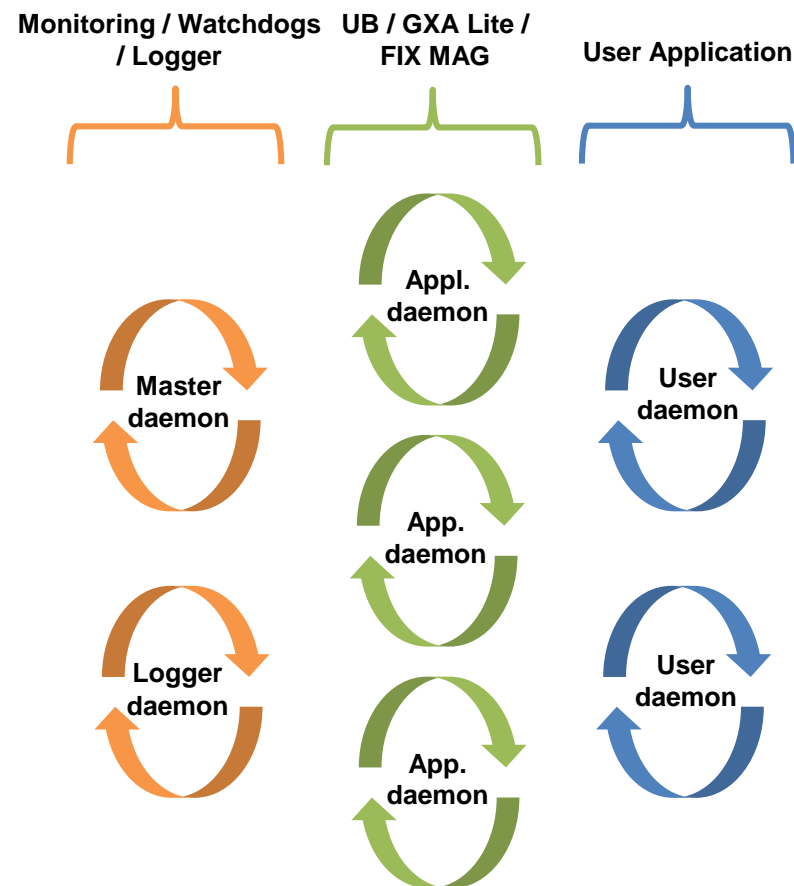 Monitoring / Watchdogs
/ Logger
UB / GXA Lite /
FIX MAG
User Application
Appl.
daemon
Master
daemon
User
daemon
App.
daemon
Logger
daemon
User
daemon
App.
daemon